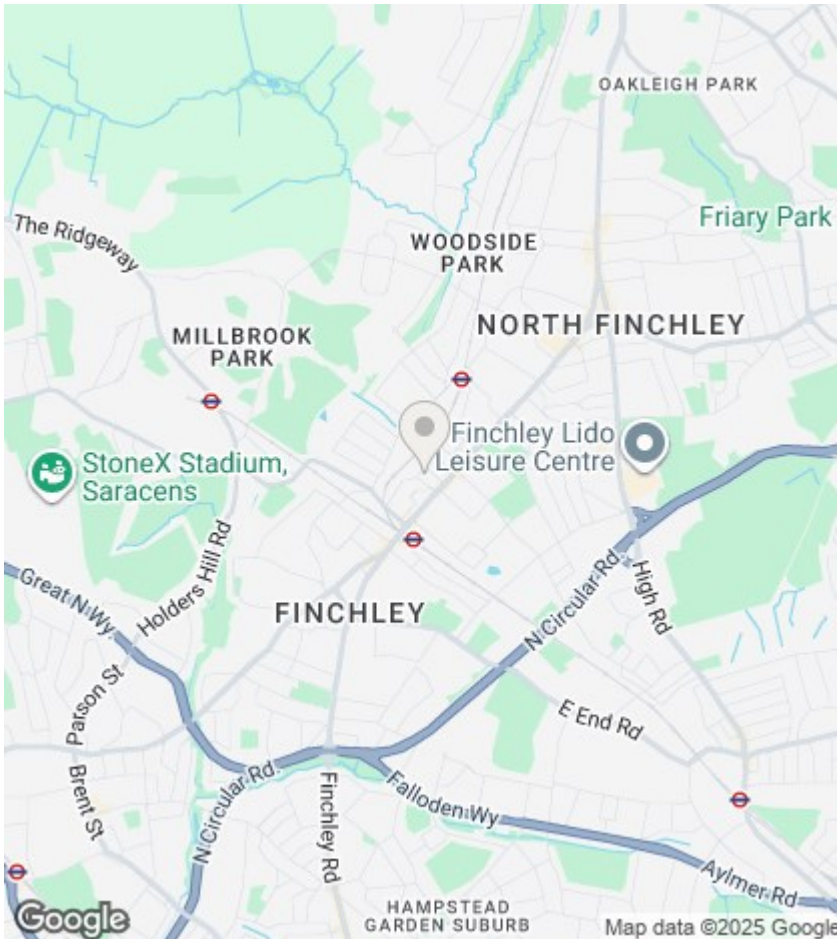 OAKLEIGH PARK
Friary Park
The Ridgeway
WOODSIDE
PARK
NORTH FINCHLEY
MILLBROOK
PARK
Finchley Lido
Leisure Centre
StoneX Stadium,
Saracens
Holders Hill Rd
Great N Wy
N Circular Rd
High Rd
FINCHLEY
Parson St
E End Rd
Brent St
N Circular Rd
Finchley Rd
Falloden Wy
Aylmer Rd
HAMPSTEAD
GARDEN SUBURB
Google
Map data ©2025 Google